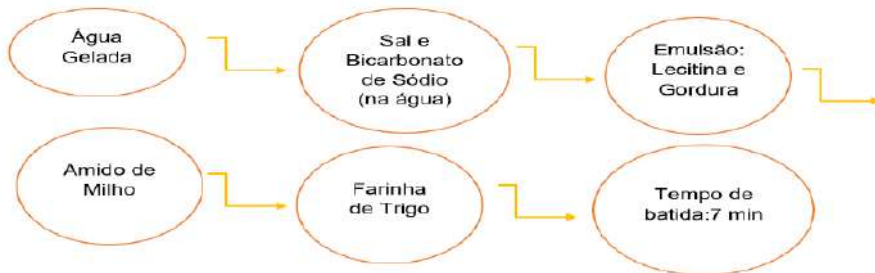 Água
Gelada
Sal e
Bicarbonato
de Sódio
(na água)
Emulsão:
Lecitina e
Gordura
Amido de
Milho
Farinha
de Trigo
Tempo de
batida:7 min